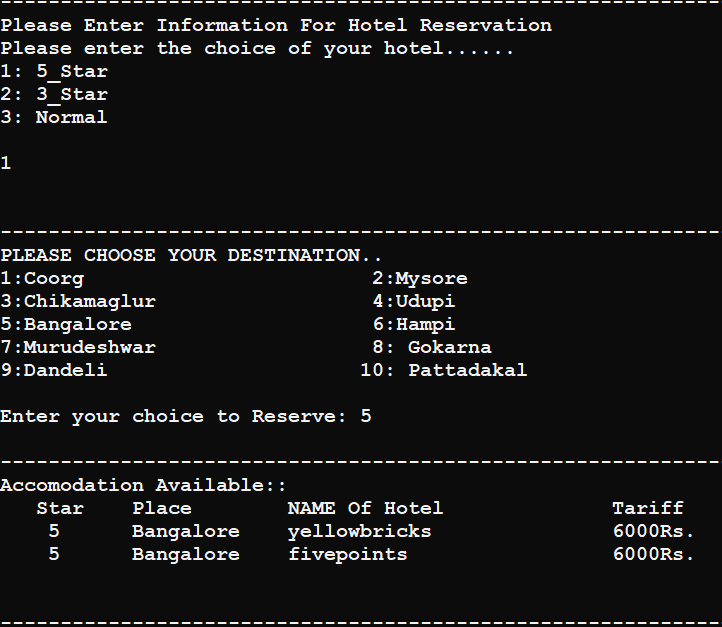 ------------------------------------------------------------
Please Enter Information For Hotel Reservation
Please enter the choice of your hotel......
1: 5_Star
2: 3_Star
3: Normal
1
------------------------------------------------------------
PLEASE CHOOSE YOUR DESTINATION..
1:Coorg                        2:Mysore
3:Chikamaglur                  4:Udupi
5:Bangalore                    6:Hampi
7:Murudeshwar                  8: Gokarna
9:Dandeli                     10: Pattadakal
Enter your choice to Reserve: 5
------------------------------------------------------------
Accomodation Available::
   Star    Place        NAME Of Hotel              Tariff
    5      Bangalore    yellowbricks               6000Rs.
    5      Bangalore    fivepoints                 6000Rs.
------------------------------------------------------------